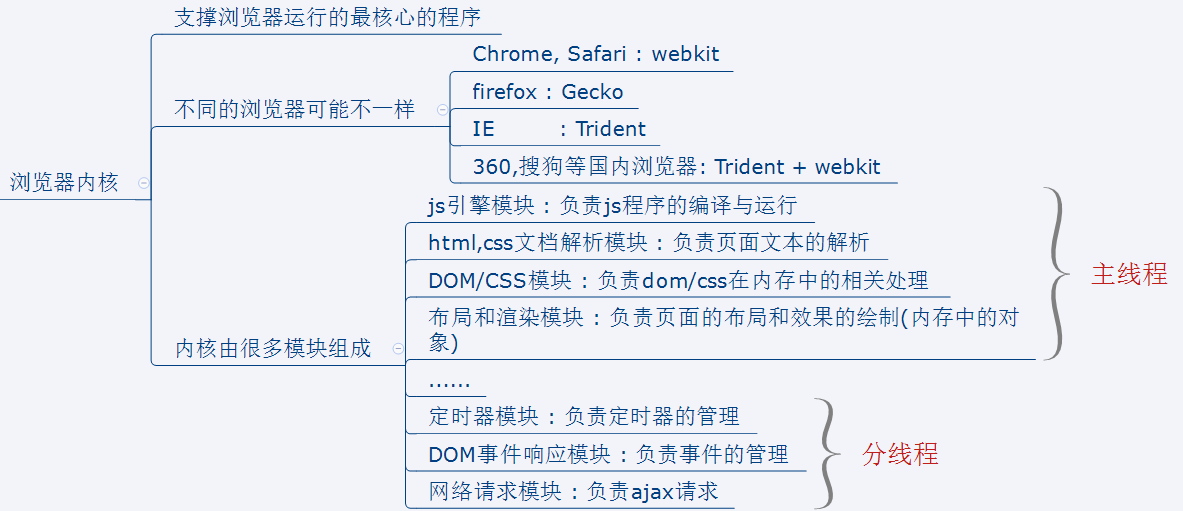 浏览器内核
支撑浏览器运行的最核心的程序
不同的浏览器可能不一样
Chrome, Safari : webkit
firefox : Gecko
IE : Trident
360,搜狗等国内浏览器: Trident + webkit
内核由很多模块组成
js引擎模块 : 负责js程序的编译与运行
html,css文档解析模块 : 负责页面文本的解析
DOM/CSS模块 : 负责dom/css在内存中的相关处理
布局和渲染模块 : 负责页面的布局和效果的绘制(内存中的对
象)
主线程
......
定时器模块 : 负责定时器的管理
DOM事件响应模块 : 负责事件的管理
网络请求模块 : 负责ajax请求
分线程